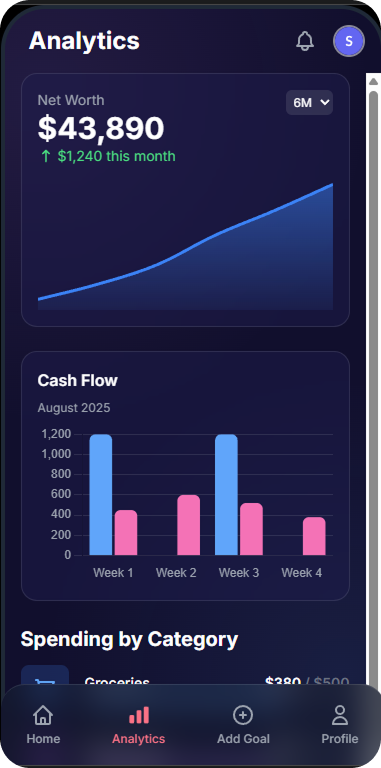 Analytics
S
Net Worth
6M
$43,890
↑ $1,240 this month
Cash Flow
August 2025
1,200
1,000
800
600
400
200
0
Week 1 Week 2 Week 3 Week 4
Spending by Category
Groceries $380 / $500
Home Analytics Add Goal Profile